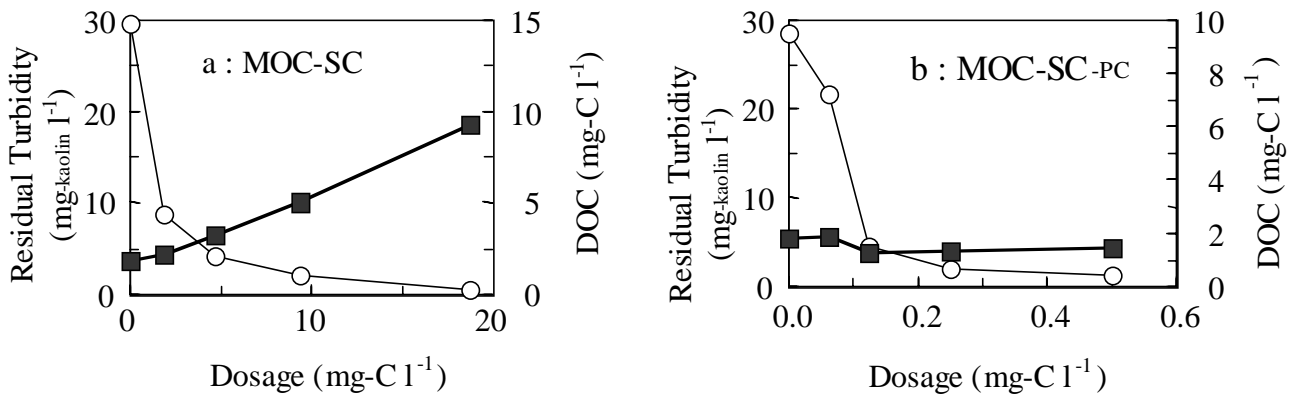 a : MOC-SC
Residual Turbidity
(mg-kaolin l⁻¹)
30
20
10
0
15
10
5
0
DOC (mg-C l⁻¹)
0
10
20
Dosage (mg-C l⁻¹)
b : MOC-SC-PC
Residual Turbidity
(mg-kaolin l⁻¹)
30
20
10
0
10
8
6
4
2
0
DOC (mg-C l⁻¹)
0.0
0.2
0.4
0.6
Dosage (mg-C l⁻¹)